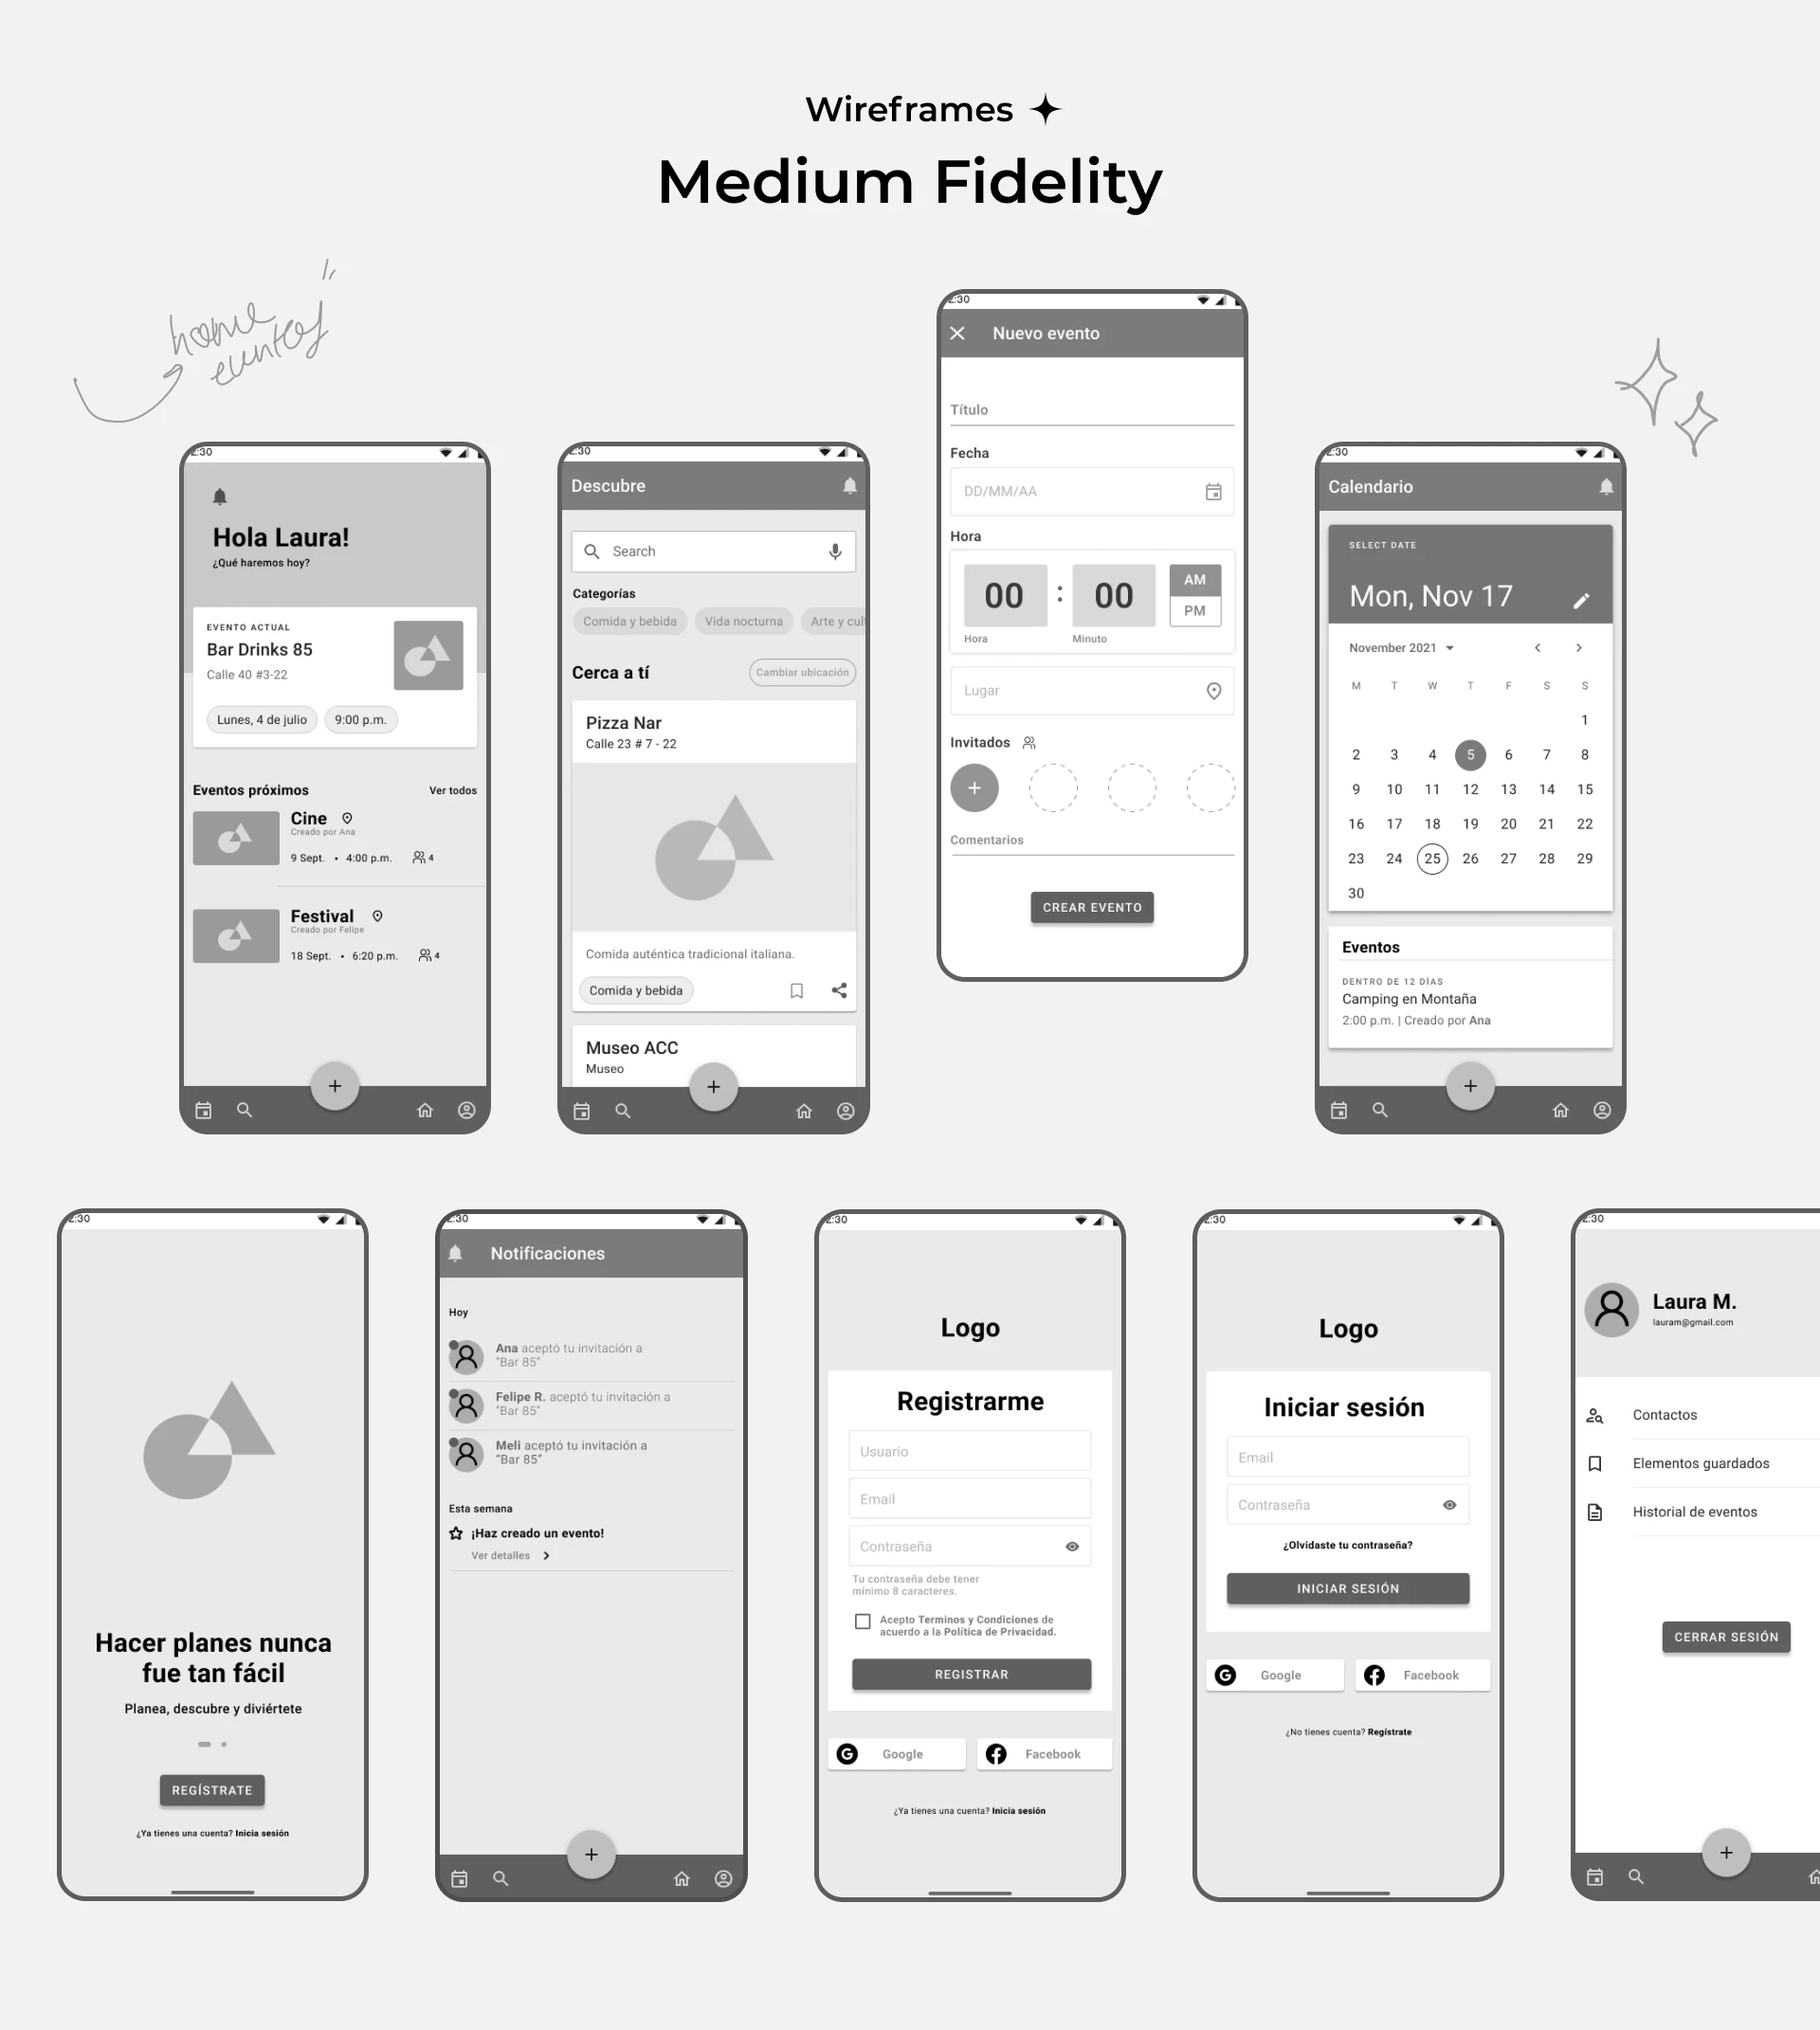 Wireframes
Medium Fidelity
home
eventos
2:30
Hola Laura!
¿Qué haremos hoy?
EVENTO ACTUAL
Bar Drinks 85
Calle 40 #3-22
Lunes, 4 de julio
9:00 p.m.
Eventos próximos
Ver todos
Cine
Creado por Ana
9 Sept. • 4:00 p.m. 4
Festival
Creado por Felipe
18 Sept. • 6:20 p.m. 4
2:30
Descubre
Search
Categorías
Comida y bebida
Vida nocturna
Arte y cult
Cerca a tí
Cambiar ubicación
Pizza Nar
Calle 23 # 7 - 22
Comida auténtica tradicional italiana.
Comida y bebida
Museo ACC
Museo
2:30
Nuevo evento
Título
Fecha
DD/MM/AA
Hora
00 : 00
AM
PM
Hora
Minuto
Lugar
Invitados
Comentarios
CREAR EVENTO
2:30
Calendario
SELECT DATE
Mon, Nov 17
November 2021
M T W T F S S
1
2 3 4 5 6 7 8
9 10 11 12 13 14 15
16 17 18 19 20 21 22
23 24 25 26 27 28 29
30
Eventos
DENTRO DE 12 DÍAS
Camping en Montaña
2:00 p.m. | Creado por Ana
2:30
Hacer planes nunca
fue tan fácil
Planea, descubre y diviértete
REGÍSTRATE
¿Ya tienes una cuenta? Inicia sesión
2:30
Notificaciones
Hoy
Ana aceptó tu invitación a
"Bar 85"
Felipe R. aceptó tu invitación a
"Bar 85"
Meli aceptó tu invitación a
"Bar 85"
Esta semana
¡Haz creado un evento!
Ver detalles
2:30
Logo
Registrarme
Usuario
Email
Contraseña
Tu contraseña debe tener
mínimo 8 caracteres.
Acepto Terminos y Condiciones de
acuerdo a la Política de Privacidad.
REGISTRAR
Google
Facebook
¿Ya tienes una cuenta? Inicia sesión
2:30
Logo
Iniciar sesión
Email
Contraseña
¿Olvidaste tu contraseña?
INICIAR SESIÓN
Google
Facebook
¿No tienes cuenta? Regístrate
2:30
Laura M.
lauram@gmail.com
Contactos
Elementos guardados
Historial de eventos
CERRAR SESIÓN